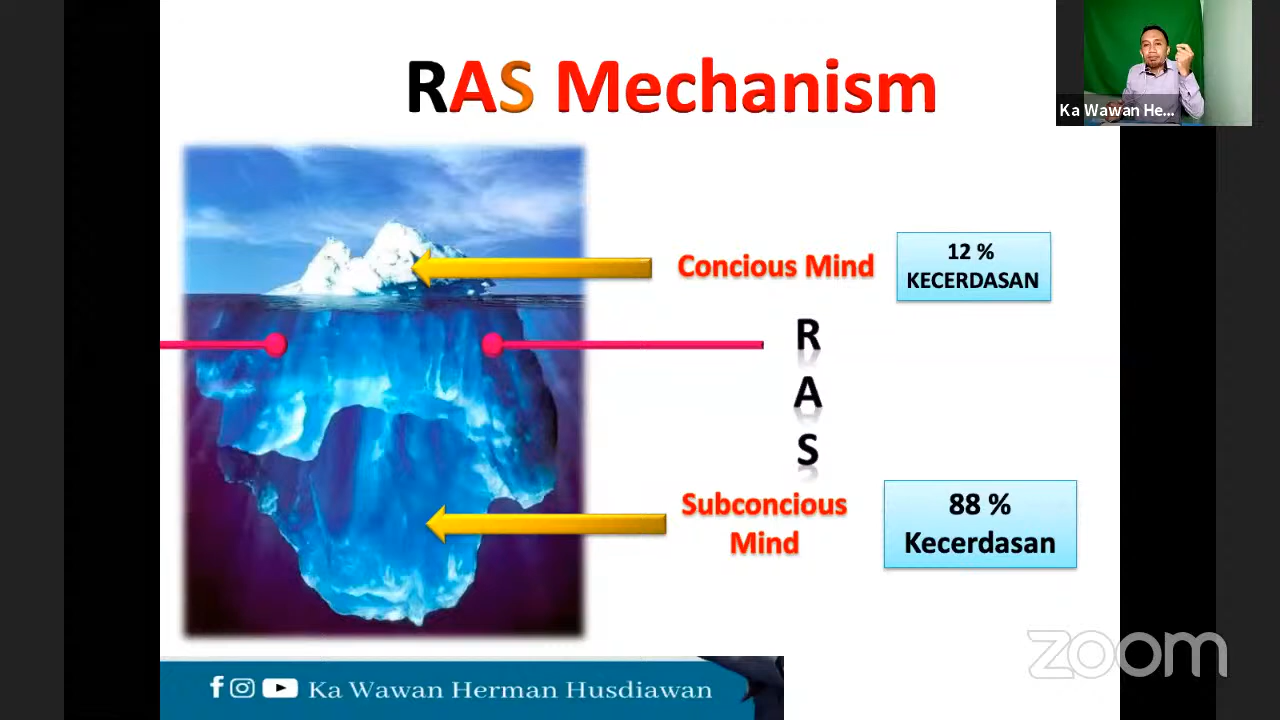 RAS Mechanism
Ka Wawan He...
Concious Mind
12 %
KECERDASAN
R
A
S
Subconcious
Mind
88 %
Kecerdasan
zoom
Ka Wawan Herman Husdiawan